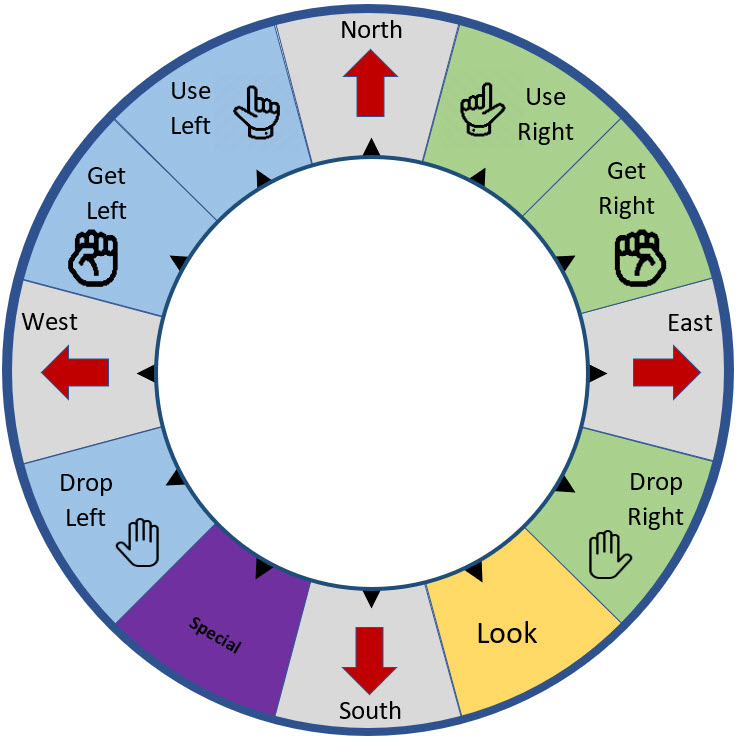 North
Use
Left
Use
Right
Get
Left
Get
Right
West
East
Drop
Left
Drop
Right
Special
Look
South